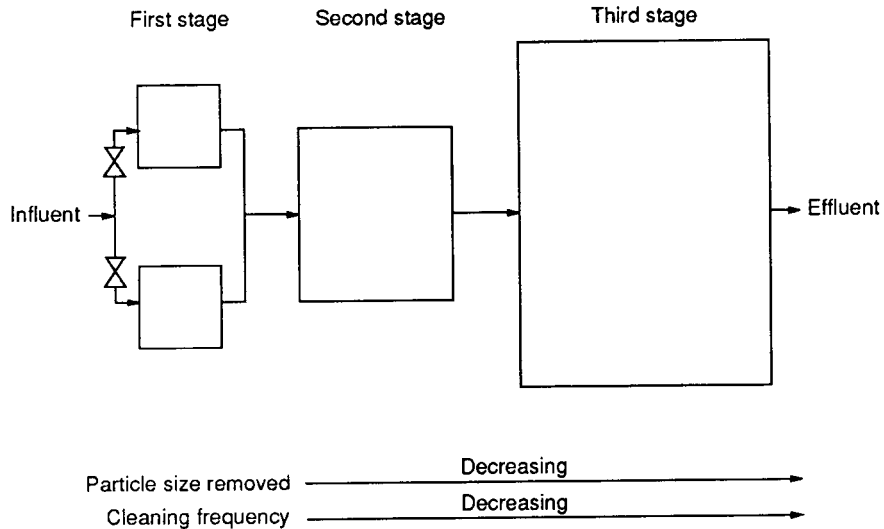 First stage
Second stage
Third stage
Influent
Effluent
Particle size removed
Decreasing
Cleaning frequency
Decreasing